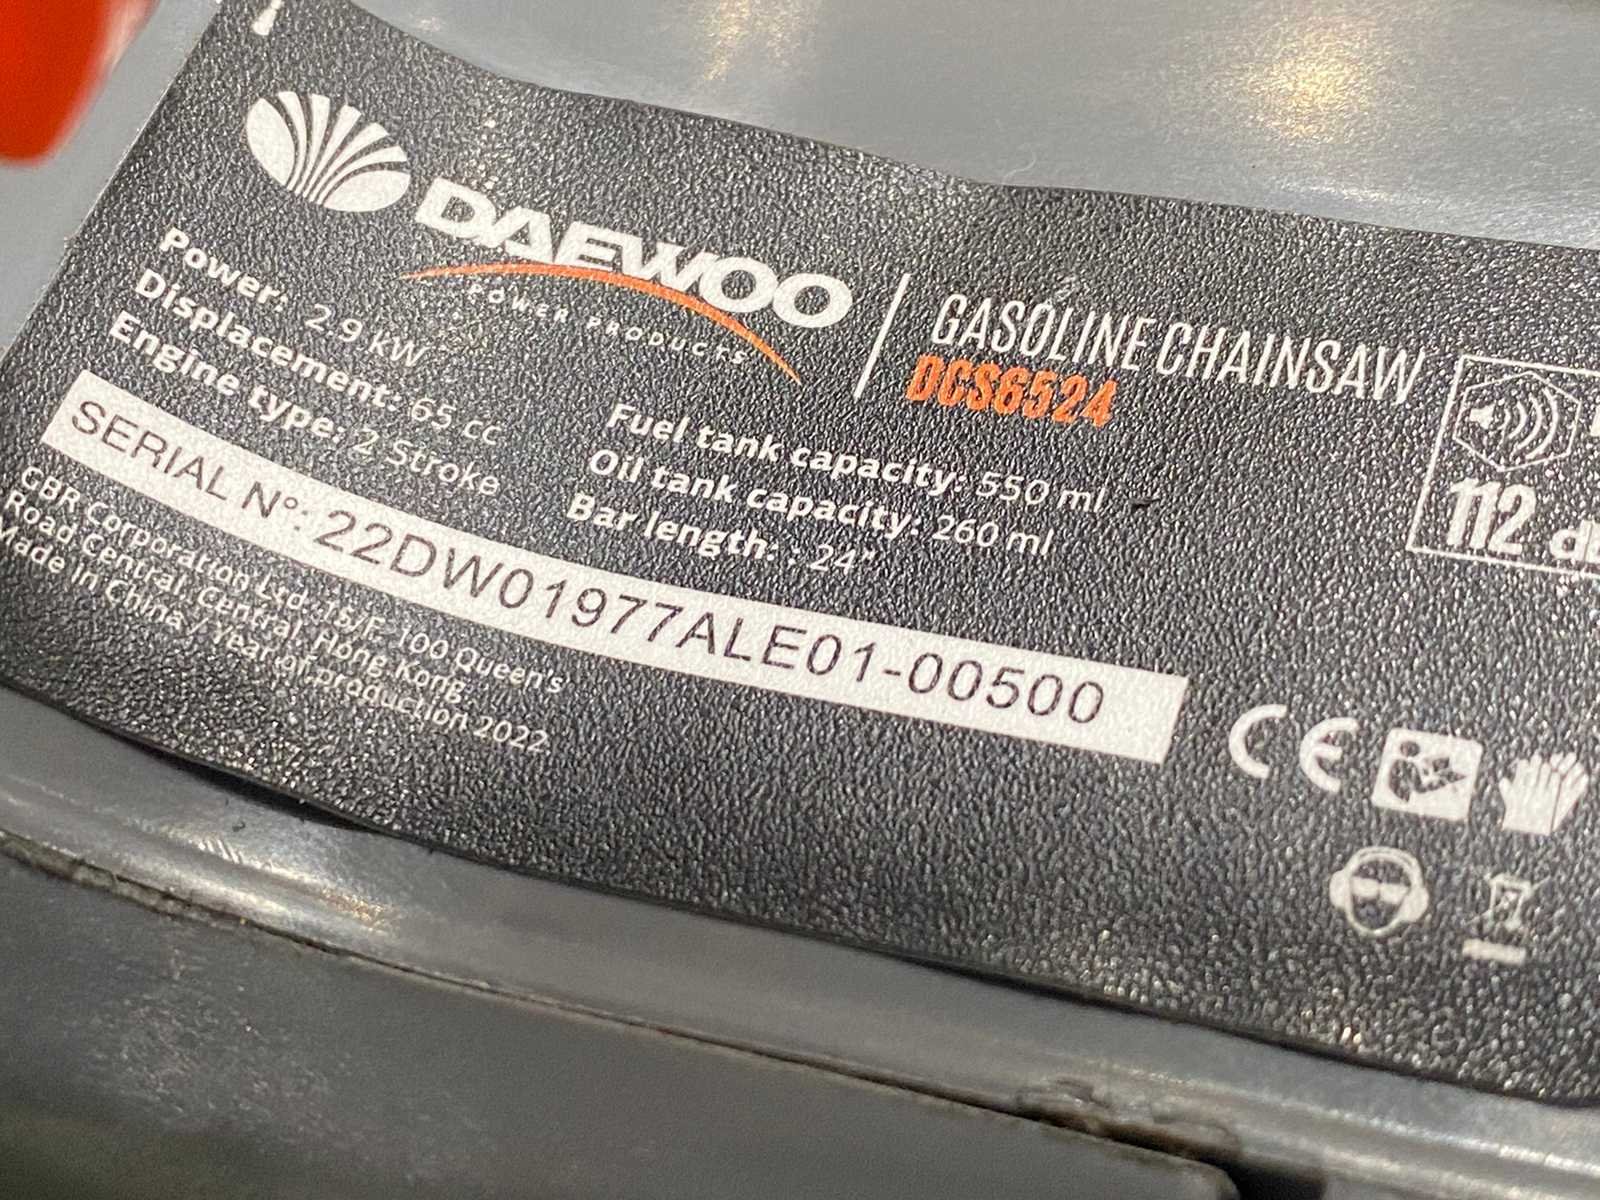 DAEWOO
POWER PRODUCTS
GASOLINE CHAINSAW
DCS6524
Power: 2.9 kW
Displacement: 65 cc
Engine type: 2 Stroke
Fuel tank capacity: 550 ml
Oil tank capacity: 260 ml
Bar length: : 24"
112
SERIAL N°: 22DW01977ALE01-00500
GBR Corporation Ltd. 15/F, 100 Queen's
Road Central, Central, Hong Kong.
Made in China / Year of production 2022
CE